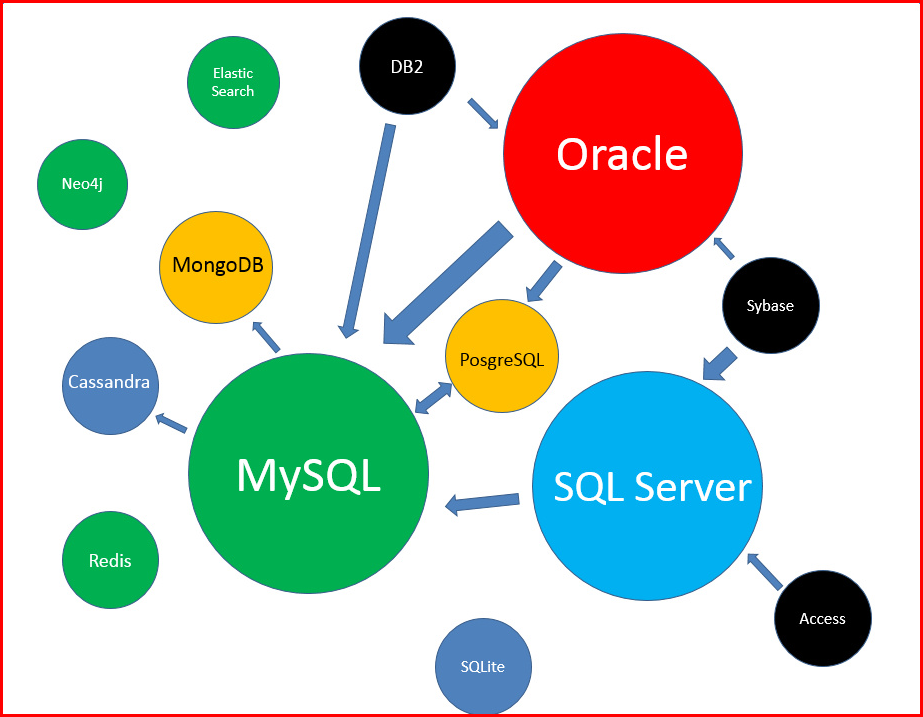 Elastic
Search
DB2
Oracle
Neo4j
MongoDB
Sybase
PosgreSQL
Cassandra
MySQL
SQL Server
Redis
Access
SQLite